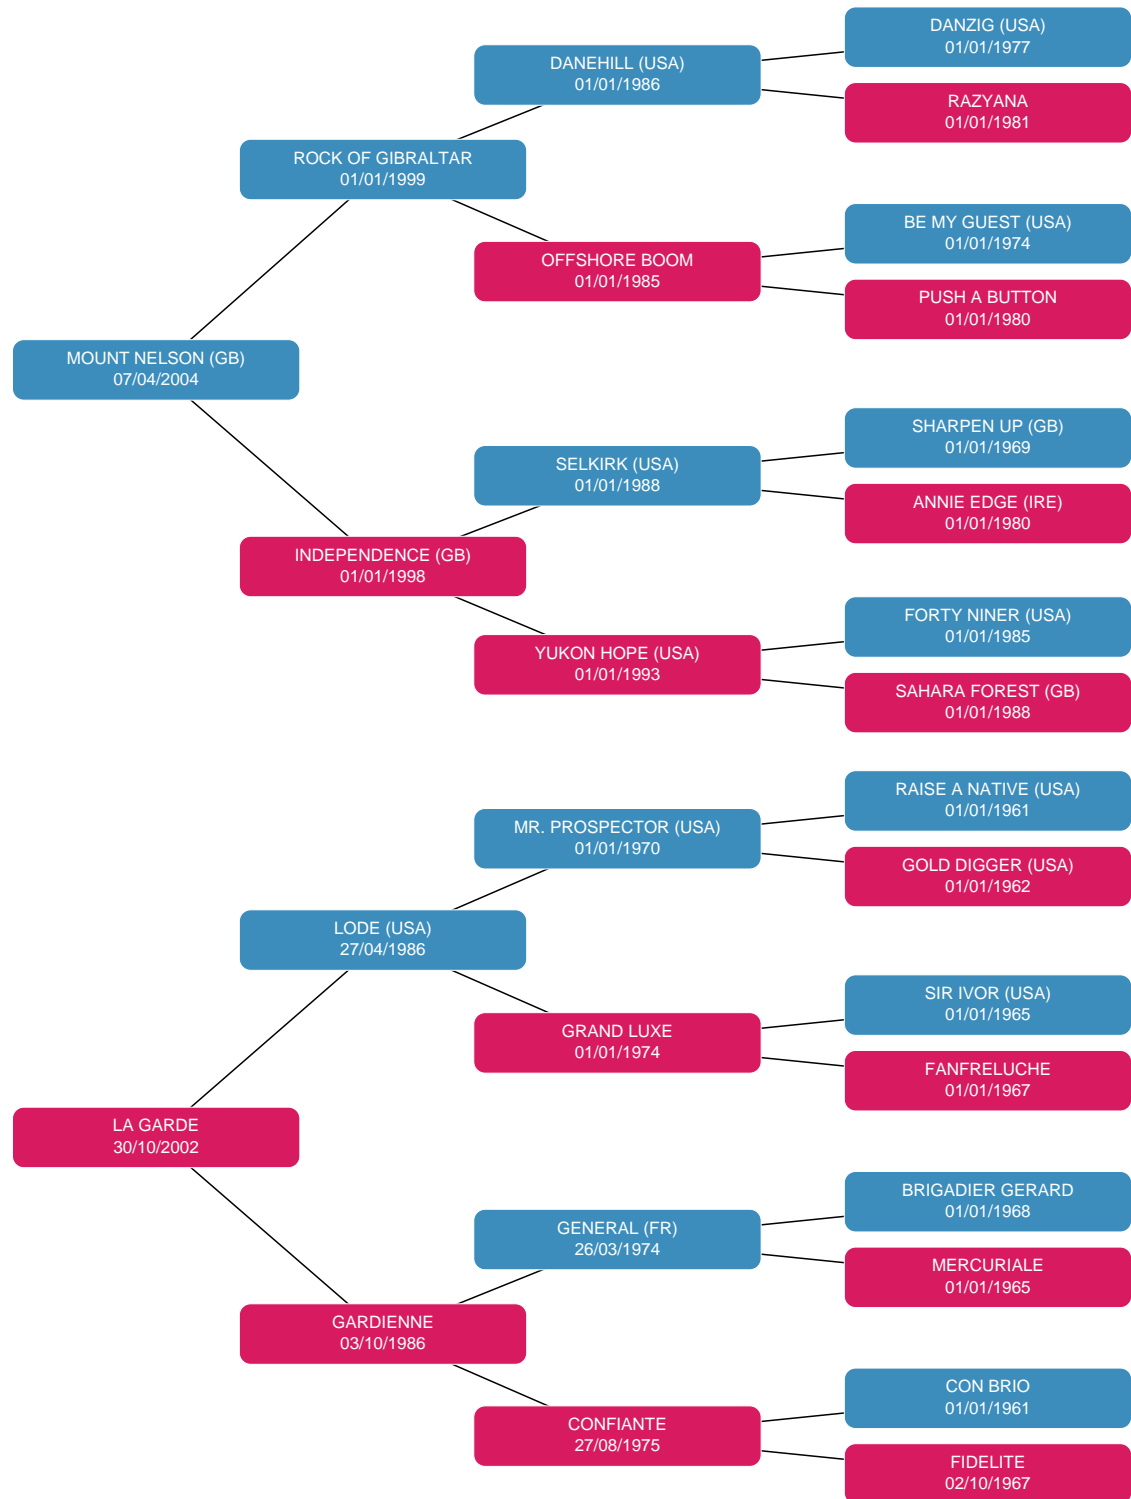 DANZIG (USA)
01/01/1977
DANEHILL (USA)
01/01/1986
RAZYANA
01/01/1981
ROCK OF GIBRALTAR
01/01/1999
BE MY GUEST (USA)
01/01/1974
OFFSHORE BOOM
01/01/1985
PUSH A BUTTON
01/01/1980
MOUNT NELSON (GB)
07/04/2004
SHARPEN UP (GB)
01/01/1969
SELKIRK (USA)
01/01/1988
ANNIE EDGE (IRE)
01/01/1980
INDEPENDENCE (GB)
01/01/1998
FORTY NINER (USA)
01/01/1985
YUKON HOPE (USA)
01/01/1993
SAHARA FOREST (GB)
01/01/1988
RAISE A NATIVE (USA)
01/01/1961
MR. PROSPECTOR (USA)
01/01/1970
GOLD DIGGER (USA)
01/01/1962
LODE (USA)
27/04/1986
SIR IVOR (USA)
01/01/1965
GRAND LUXE
01/01/1974
FANFRELUCHE
01/01/1967
LA GARDE
30/10/2002
BRIGADIER GERARD
01/01/1968
GENERAL (FR)
26/03/1974
MERCURIALE
01/01/1965
GARDIENNE
03/10/1986
CON BRIO
01/01/1961
CONFIANTE
27/08/1975
FIDELITE
02/10/1967